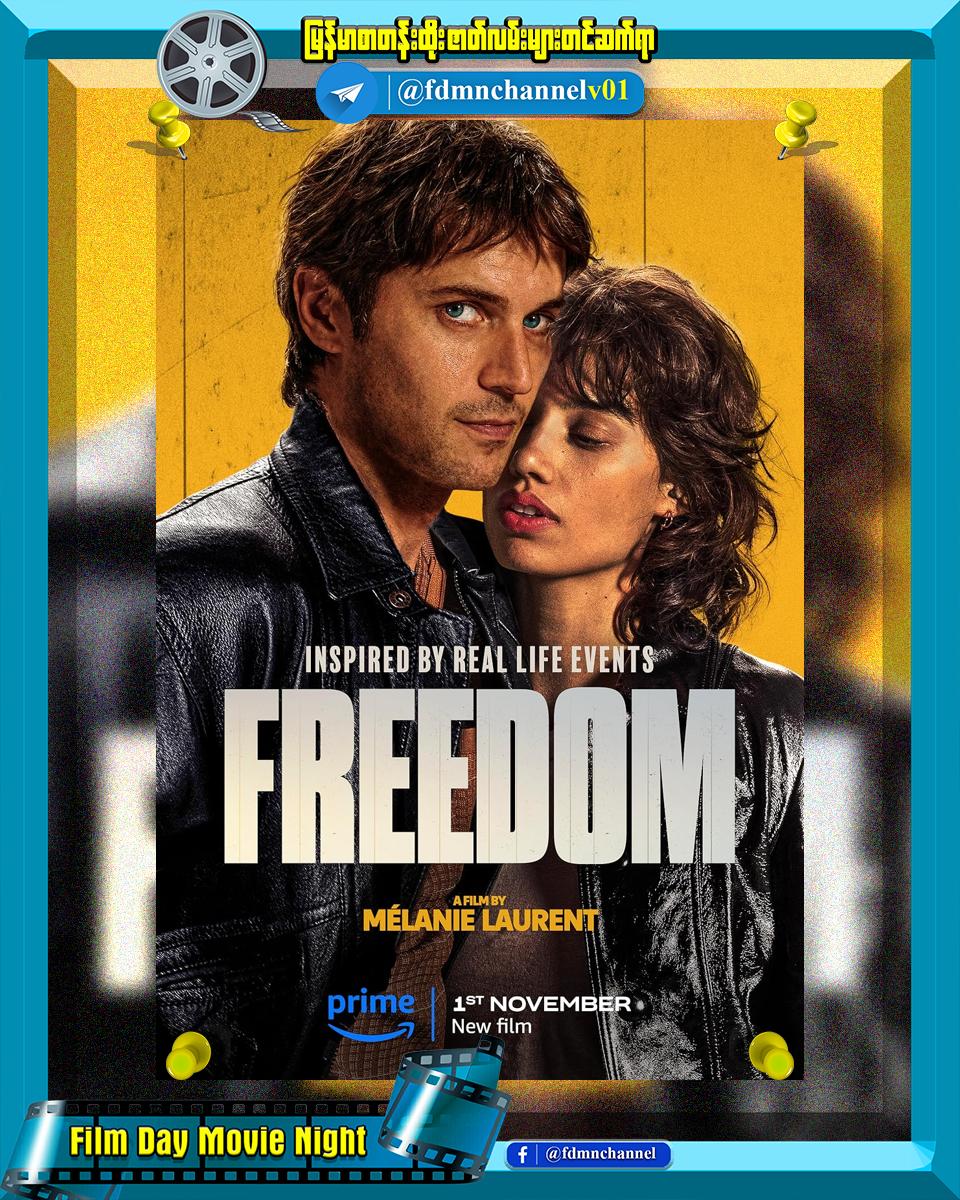 မြန်မာစာတန်းထိုးဇာတ်လမ်းများတင်ဆက်ရာ
@fdmnchannelv01
INSPIRED BY REAL LIFE EVENTS
FREEDOM
A FILM BY
MÉLANIE LAURENT
prime
1ST NOVEMBER
New film
Film Day Movie Night
f
@fdmnchannel